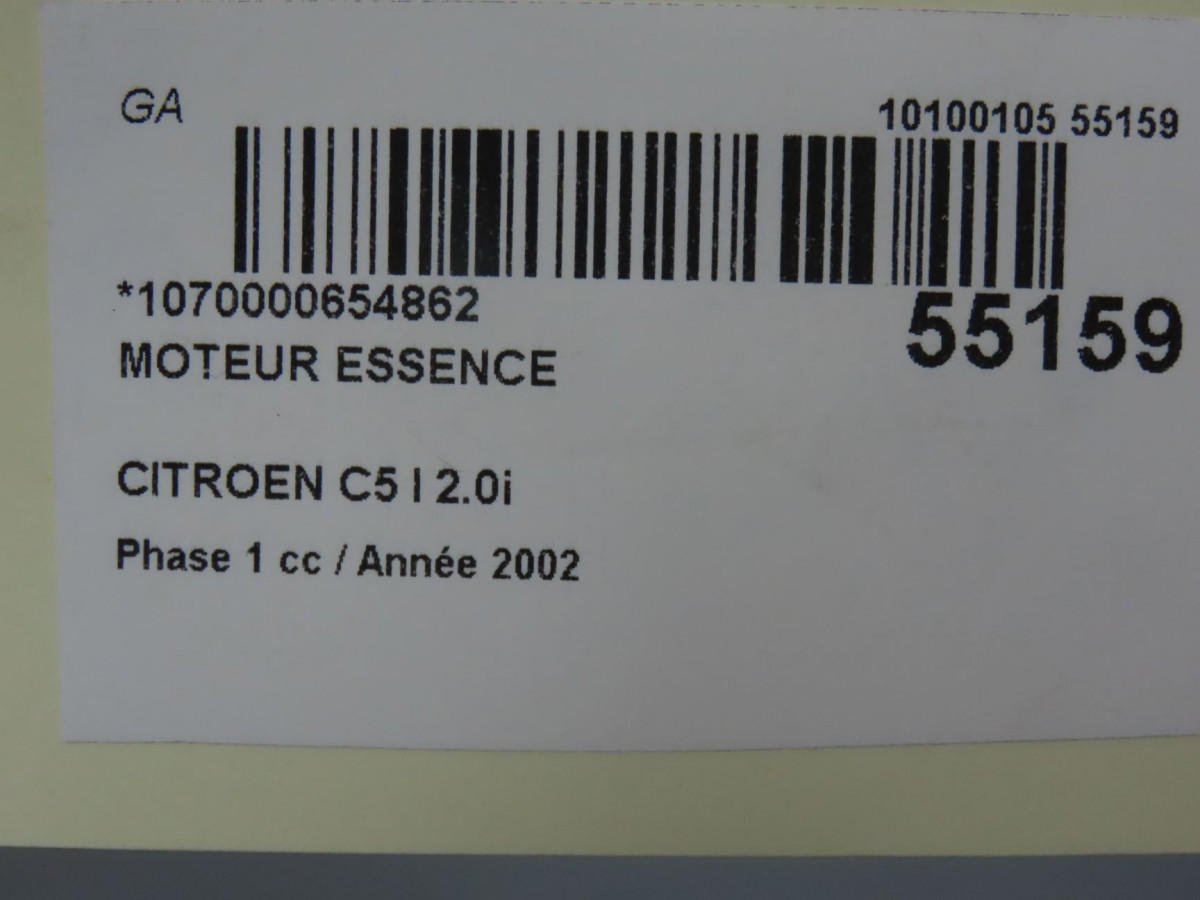 GA
10100105 55159
*1070000654862
55159
MOTEUR ESSENCE
CITROEN C5 I 2.0i
Phase 1 cc / Année 2002